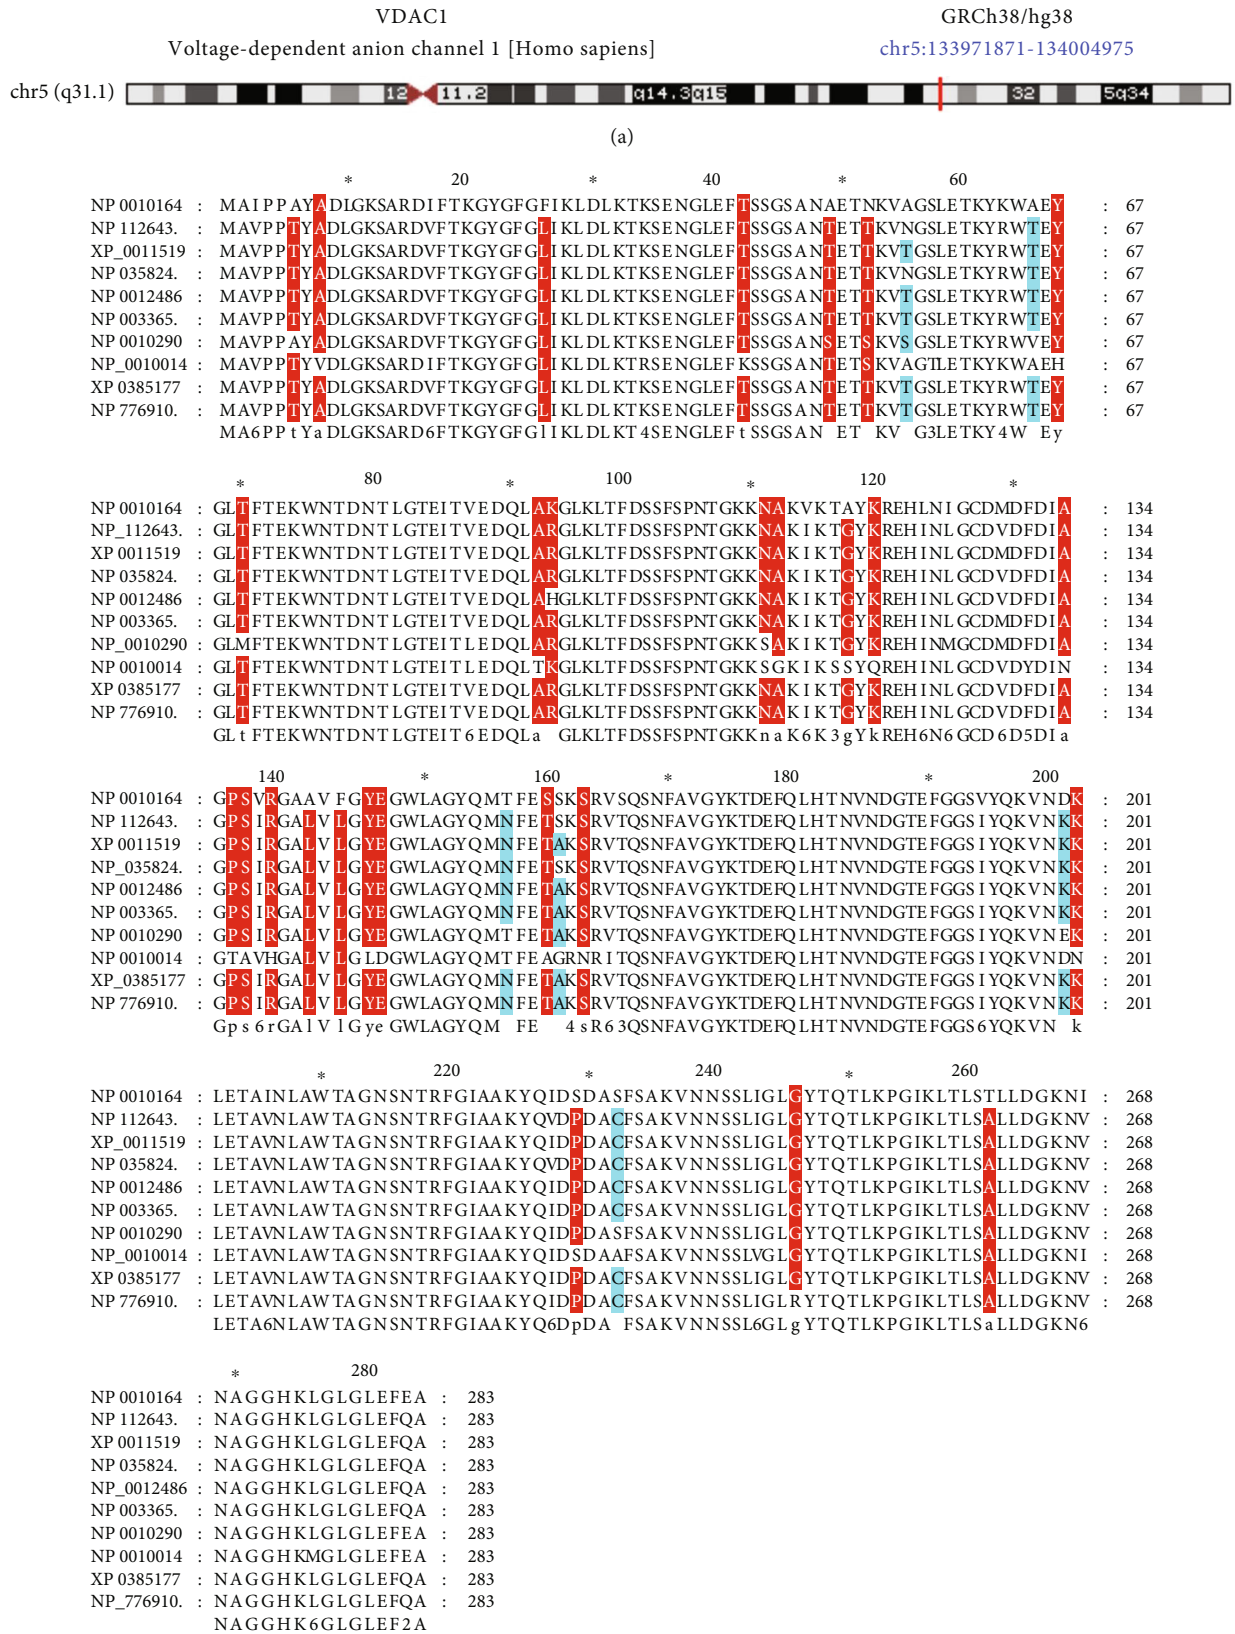 VDAC1 GRCh38/hg38
Voltage-dependent anion channel 1 [Homo sapiens] chr5:133971871-134004975
chr5 (q31.1) 12 11.2 q14.3q15 32 5q34
(a)
* 20 * 40 * 60
NP 0010164 : MAIPPAYADLGKSARDIFTKGYGFGFIKLDLKTKSENGLEFTSSGSANAETNKVAGSLETKYKWAEY : 67
NP 112643. : MAVPPTYADLGKSARDVFTKGYGFGLIKLDLKTKSENGLEFTSSGSANTETTKVNGSLETKYRWTEY : 67
XP_0011519 : MAVPPTYADLGKSARDVFTKGYGFGLIKLDLKTKSENGLEFTSSGSANTETTKVTGSLETKYRWTEY : 67
NP 035824. : MAVPPTYADLGKSARDVFTKGYGFGLIKLDLKTKSENGLEFTSSGSANTETTKVNGSLETKYRWTEY : 67
NP 0012486 : MAVPPTYADLGKSARDVFTKGYGFGLIKLDLKTKSENGLEFTSSGSANTETTKVTGSLETKYRWTEY : 67
NP 003365. : MAVPPTYADLGKSARDVFTKGYGFGLIKLDLKTKSENGLEFTSSGSANTETTKVTGSLETKYRWTEY : 67
NP 0010290 : MAVPPAYADLGKSARDVFTKGYGFGLIKLDLKTKSENGLEFTSSGSANSETSKVSGSLETKYRWVEY : 67
NP_0010014 : MAVPPTYVDLGKSARDIFTKGYGFGLIKLDLKTRSENGLEFKSSGSANTETSKVAGTLETKYKWAEH : 67
XP 0385177 : MAVPPTYADLGKSARDVFTKGYGFGLIKLDLKTKSENGLEFTSSGSANTETTKVTGSLETKYRWTEY : 67
NP 776910. : MAVPPTYADLGKSARDVFTKGYGFGLIKLDLKTKSENGLEFTSSGSANTETTKVTGSLETKYRWTEY : 67
MA6PPtYaDLGKSARD6FTKGYGFGlIKLDLKT4SENGLEFtSSGSAN ET KV G3LETKY4W Ey
* 80 * 100 * 120 *
NP 0010164 : GLTFTEKWNTDNTLGTEITVEDQLAKGLKLTFDSSFSPNTGKKNAKVKTAYKREHLNIGCDMDFDIA : 134
NP_112643. : GLTFTEKWNTDNTLGTEITVEDQLARGLKLTFDSSFSPNTGKKNAKIKTGYKREHINLGCDMDFDIA : 134
XP 0011519 : GLTFTEKWNTDNTLGTEITVEDQLARGLKLTFDSSFSPNTGKKNAKIKTGYKREHINLGCDMDFDIA : 134
NP 035824. : GLTFTEKWNTDNTLGTEITVEDQLARGLKLTFDSSFSPNTGKKNAKIKTGYKREHINLGCDVDFDIA : 134
NP 0012486 : GLTFTEKWNTDNTLGTEITVEDQLAHGLKLTFDSSFSPNTGKKNAKIKTGYKREHINLGCDVDFDIA : 134
NP 003365. : GLTFTEKWNTDNTLGTEITVEDQLARGLKLTFDSSFSPNTGKKNAKIKTGYKREHINLGCDMDFDIA : 134
NP_0010290 : GLMFTEKWNTDNTLGTEITLEDQLARGLKLTFDSSFSPNTGKKSAKIKTGYKREHINMGCDMDFDIA : 134
NP 0010014 : GLTFTEKWNTDNTLGTEITLEDQLTKGLKLTFDSSFSPNTGKKSGKIKSSYQREHINLGCDVDYDIN : 134
XP 0385177 : GLTFTEKWNTDNTLGTEITVEDQLARGLKLTFDSSFSPNTGKKNAKIKTGYKREHINLGCDVDFDIA : 134
NP 776910. : GLTFTEKWNTDNTLGTEITVEDQLARGLKLTFDSSFSPNTGKKNAKIKTGYKREHINLGCDVDFDIA : 134
GLtFTEKWNTDNTLGTEIT6EDQLa GLKLTFDSSFSPNTGKKnaK6K3gYkREH6N6GCD6D5DIa
140 * 160 * 180 * 200
NP 0010164 : GPSVRGAAVFGYEGWLAGYQMTFESSKSRVSQSNFAVGYKTDEFQLHTNVNDGTEFGGSVYQKVNDK : 201
NP 112643. : GPSIRGALVLGYEGWLAGYQMNFETSKSRVTQSNFAVGYKTDEFQLHTNVNDGTEFGGSIYQKVNKK : 201
XP 0011519 : GPSIRGALVLGYEGWLAGYQMNFETAKSRVTQSNFAVGYKTDEFQLHTNVNDGTEFGGSIYQKVNKK : 201
NP_035824. : GPSIRGALVLGYEGWLAGYQMNFETSKSRVTQSNFAVGYKTDEFQLHTNVNDGTEFGGSIYQKVNKK : 201
NP 0012486 : GPSIRGALVLGYEGWLAGYQMNFETAKSRVTQSNFAVGYKTDEFQLHTNVNDGTEFGGSIYQKVNKK : 201
NP 003365. : GPSIRGALVLGYEGWLAGYQMNFETAKSRVTQSNFAVGYKTDEFQLHTNVNDGTEFGGSIYQKVNKK : 201
NP 0010290 : GPSIRGALVLGYEGWLAGYQMTFETAKSRVTQSNFAVGYKTDEFQLHTNVNDGTEFGGSIYQKVNEK : 201
NP 0010014 : GTAVHGALVLGLDGWLAGYQMTFEAGRNRITQSNFAVGYKTDEFQLHTNVNDGTEFGGSIYQKVNDN : 201
XP_0385177 : GPSIRGALVLGYEGWLAGYQMNFETAKSRVTQSNFAVGYKTDEFQLHTNVNDGTEFGGSIYQKVNKK : 201
NP 776910. : GPSIRGALVLGYEGWLAGYQMNFETAKSRVTQSNFAVGYKTDEFQLHTNVNDGTEFGGSIYQKVNKK : 201
Gps6rGAlVlGyeGWLAGYQM FE 4sR63QSNFAVGYKTDEFQLHTNVNDGTEFGGS6YQKVN k
* 220 * 240 * 260
NP 0010164 : LETAINLAWTAGNSNTRFGIAAKYQIDSDASFSAKVNNSSLIGLGYTQTLKPGIKLTLSTLLDGKNI : 268
NP 112643. : LETAVNLAWTAGNSNTRFGIAAKYQVDPDACFSAKVNNSSLIGLGYTQTLKPGIKLTLSALLDGKNV : 268
XP_0011519 : LETAVNLAWTAGNSNTRFGIAAKYQIDPDACFSAKVNNSSLIGLGYTQTLKPGIKLTLSALLDGKNV : 268
NP 035824. : LETAVNLAWTAGNSNTRFGIAAKYQVDPDACFSAKVNNSSLIGLGYTQTLKPGIKLTLSALLDGKNV : 268
NP 0012486 : LETAVNLAWTAGNSNTRFGIAAKYQIDPDACFSAKVNNSSLIGLGYTQTLKPGIKLTLSALLDGKNV : 268
NP 003365. : LETAVNLAWTAGNSNTRFGIAAKYQIDPDACFSAKVNNSSLIGLGYTQTLKPGIKLTLSALLDGKNV : 268
NP 0010290 : LETAVNLAWTAGNSNTRFGIAAKYQIDPDASFSAKVNNSSLIGLGYTQTLKPGIKLTLSALLDGKNV : 268
NP_0010014 : LETAVNLAWTAGNSNTRFGIAAKYQIDSDAAFSAKVNNSSLVGLGYTQTLKPGIKLTLSALLDGKNI : 268
XP 0385177 : LETAVNLAWTAGNSNTRFGIAAKYQIDPDACFSAKVNNSSLIGLGYTQTLKPGIKLTLSALLDGKNV : 268
NP 776910. : LETAVNLAWTAGNSNTRFGIAAKYQIDPDACFSAKVNNSSLIGLRYTQTLKPGIKLTLSALLDGKNV : 268
LETA6NLAWTAGNSNTRFGIAAKYQ6DpDA FSAKVNNSSL6GLgYTQTLKPGIKLTLSaLLDGKN6
* 280
NP 0010164 : NAGGHKLGLGLEFEA : 283
NP 112643. : NAGGHKLGLGLEFQA : 283
XP 0011519 : NAGGHKLGLGLEFQA : 283
NP 035824. : NAGGHKLGLGLEFQA : 283
NP_0012486 : NAGGHKLGLGLEFQA : 283
NP 003365. : NAGGHKLGLGLEFQA : 283
NP 0010290 : NAGGHKLGLGLEFEA : 283
NP 0010014 : NAGGHKMGLGLEFEA : 283
XP 0385177 : NAGGHKLGLGLEFQA : 283
NP_776910. : NAGGHKLGLGLEFQA : 283
NAGGHK6GLGLEF2A